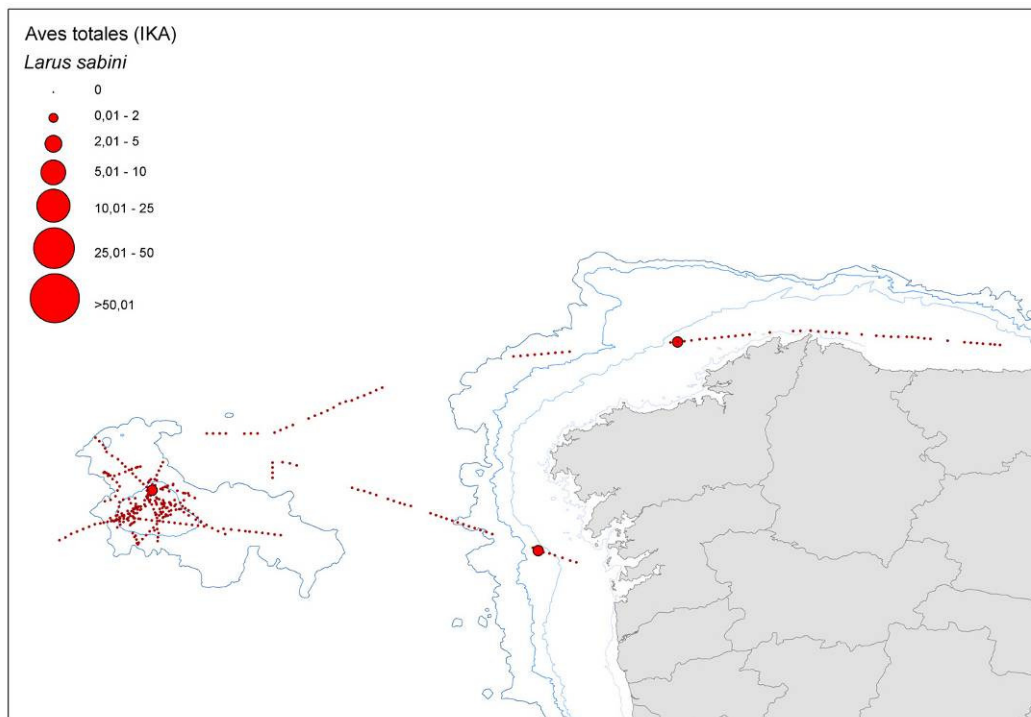 Aves totales (IKA)
Larus sabini
0
0,01 - 2
2,01 - 5
5,01 - 10
10,01 - 25
25,01 - 50
>50,01